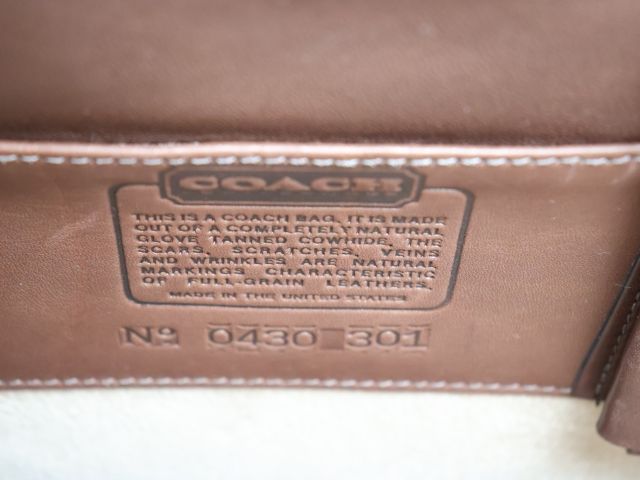 COACH
THIS IS A COACH BAG. IT IS MADE
OUT OF A COMPLETELY NATURAL
GLOVE TANNED COWHIDE. THE
SCARS, SCRATCHES, VEINS
AND WRINKLES ARE NATURAL
MARKINGS CHARACTERISTIC
OF FULL-GRAIN LEATHERS.
MADE IN THE UNITED STATES
No 0430 301